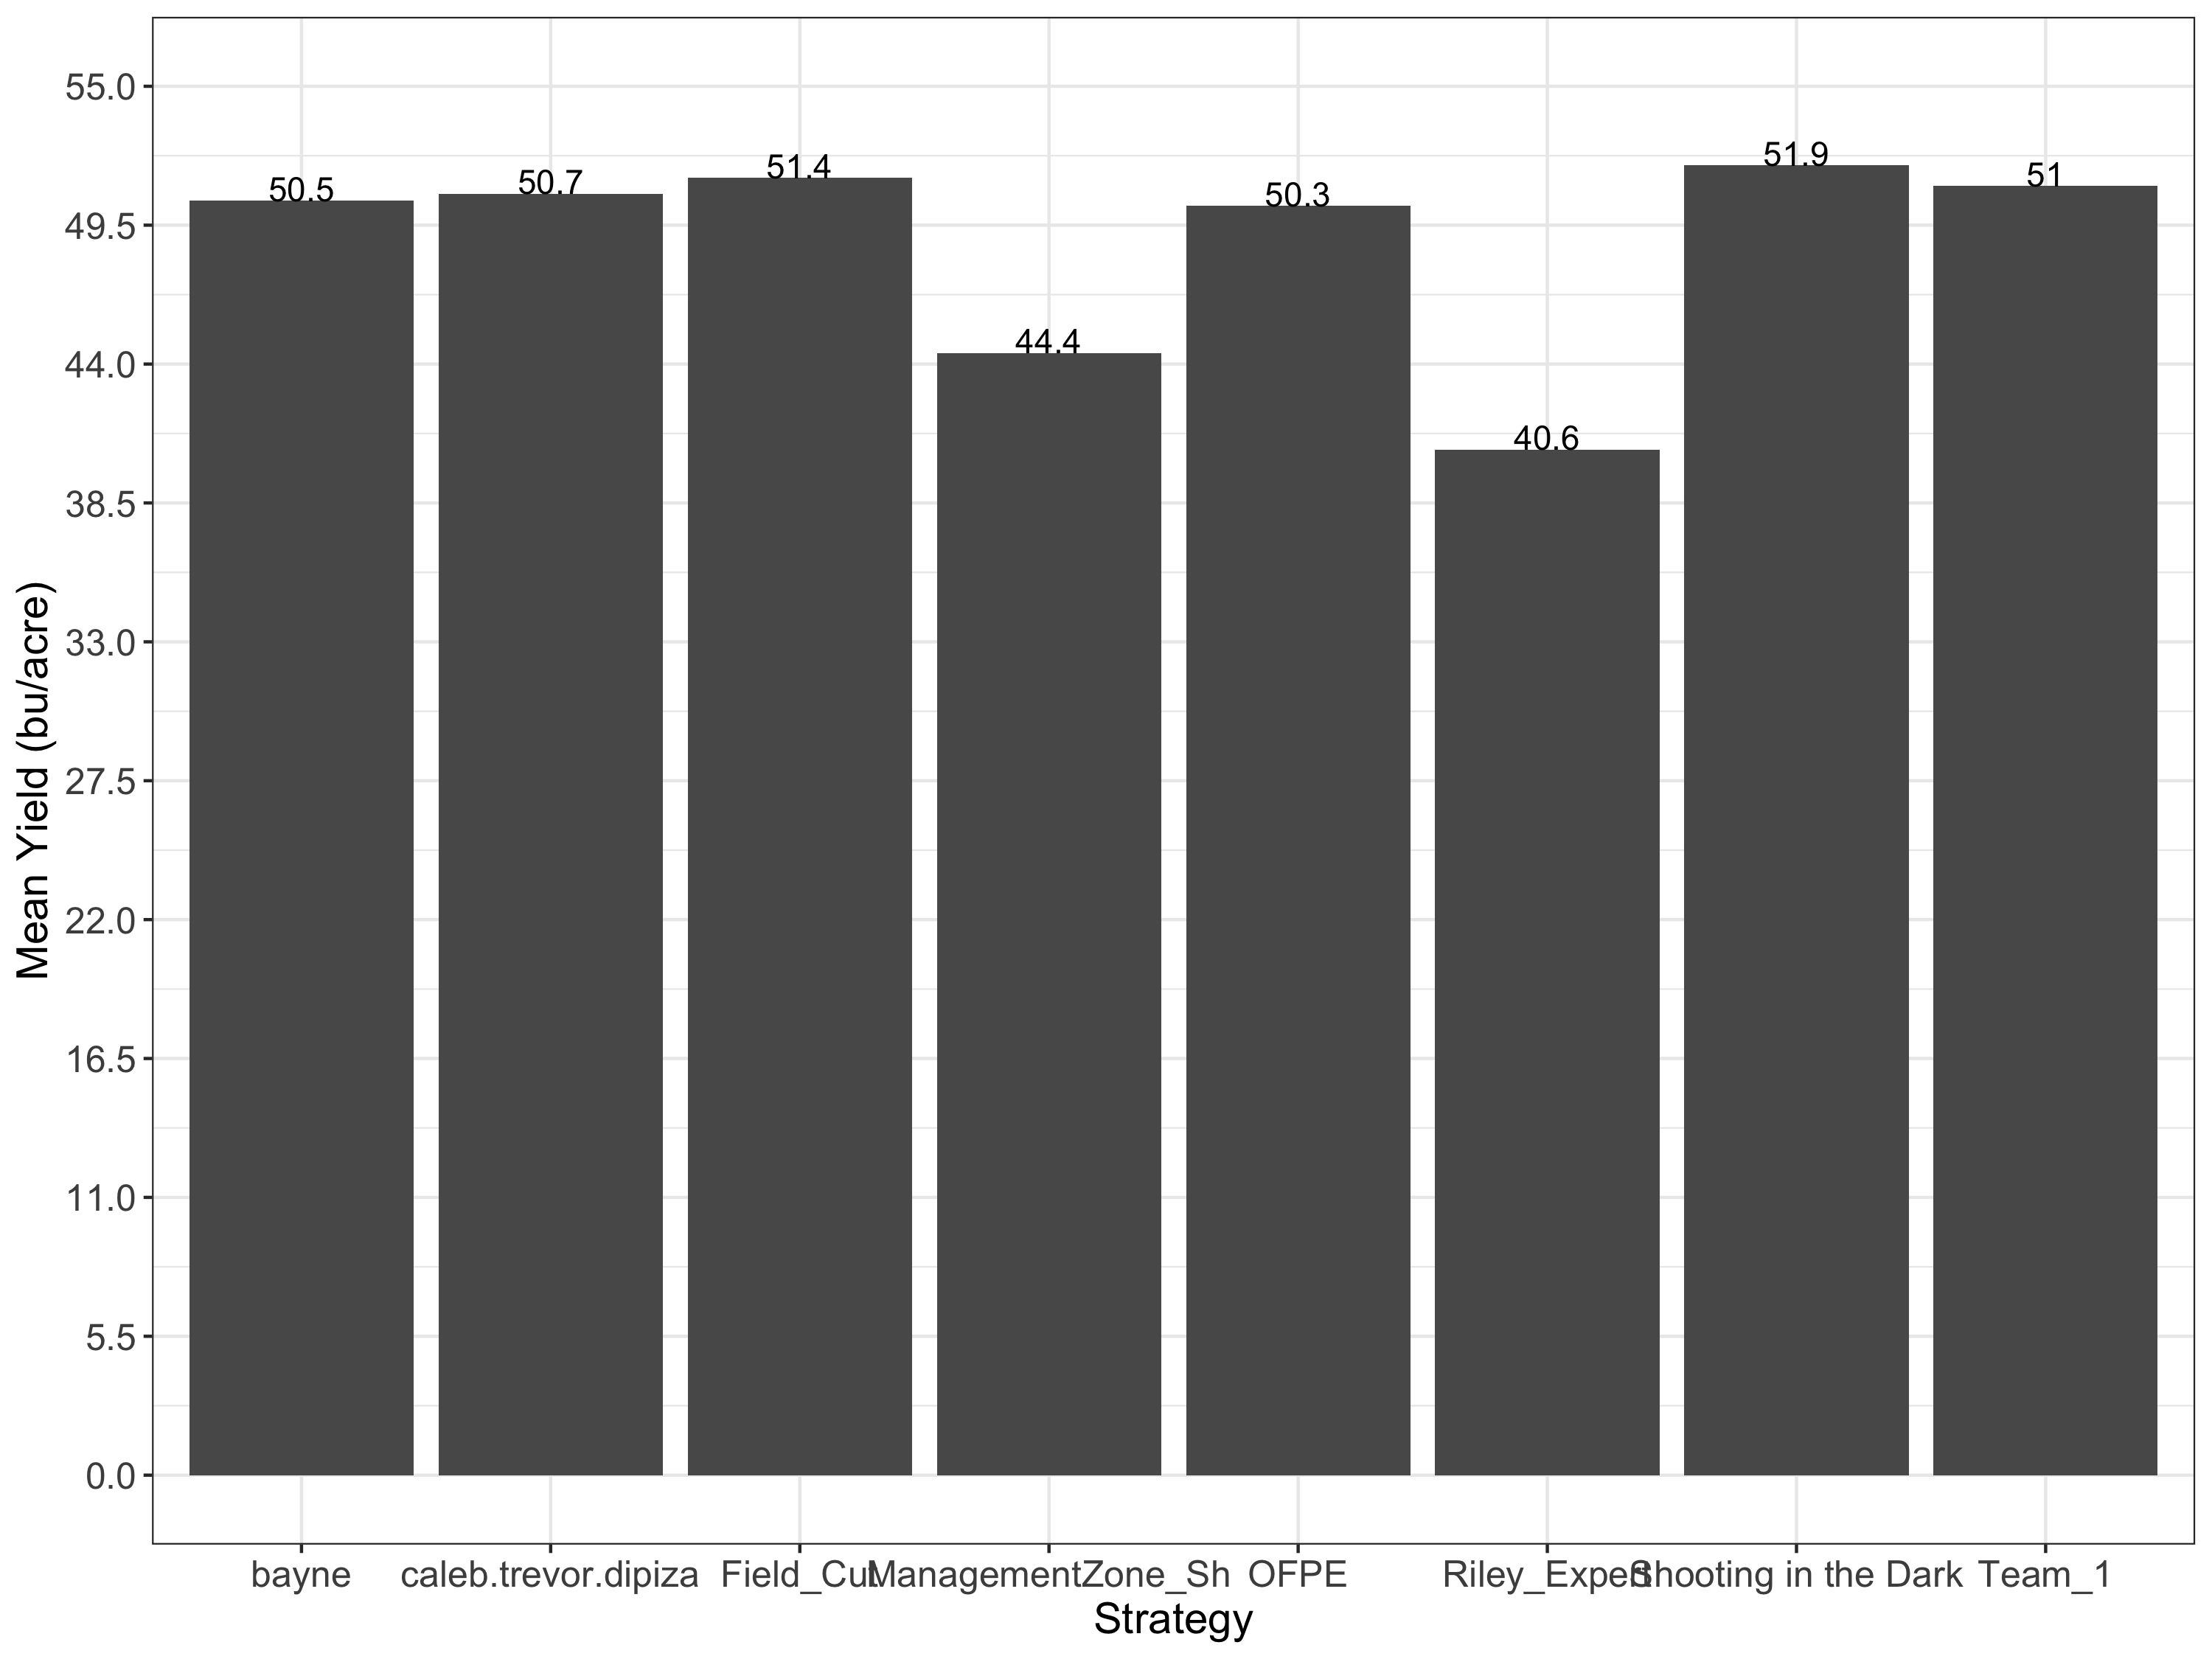 55.0
49.5
44.0
38.5
33.0
27.5
22.0
16.5
11.0
5.5
0.0
Mean Yield (bu/acre)
50.5
50.7
51.4
44.4
50.3
40.6
51.9
51
bayne
caleb.trevor.dipiza
Field_Cut
ManagementZone_Sh
OFPE
Riley_Expert
Shooting in the Dark
Team_1
Strategy